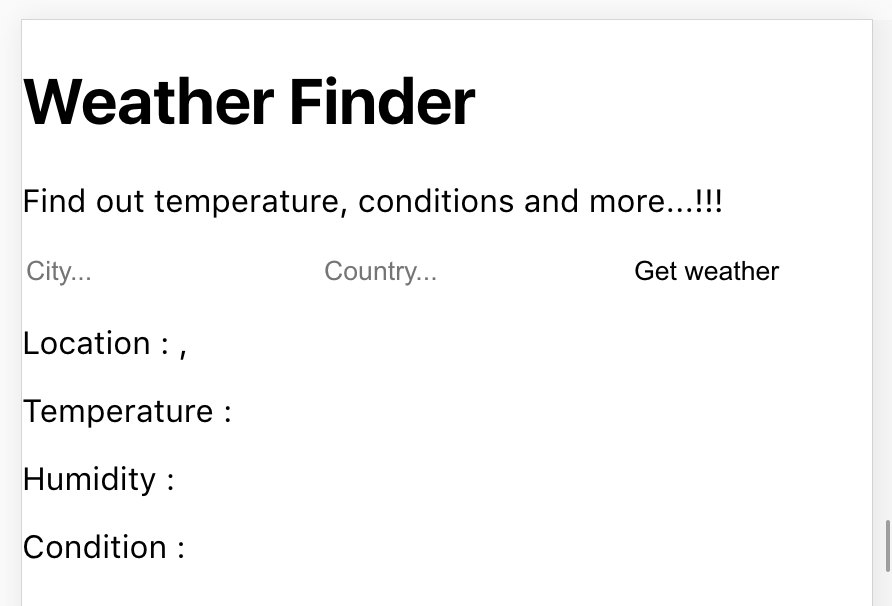 Weather Finder
Find out temperature, conditions and more...!!!
City... Country... Get weather
Location : ,
Temperature :
Humidity :
Condition :